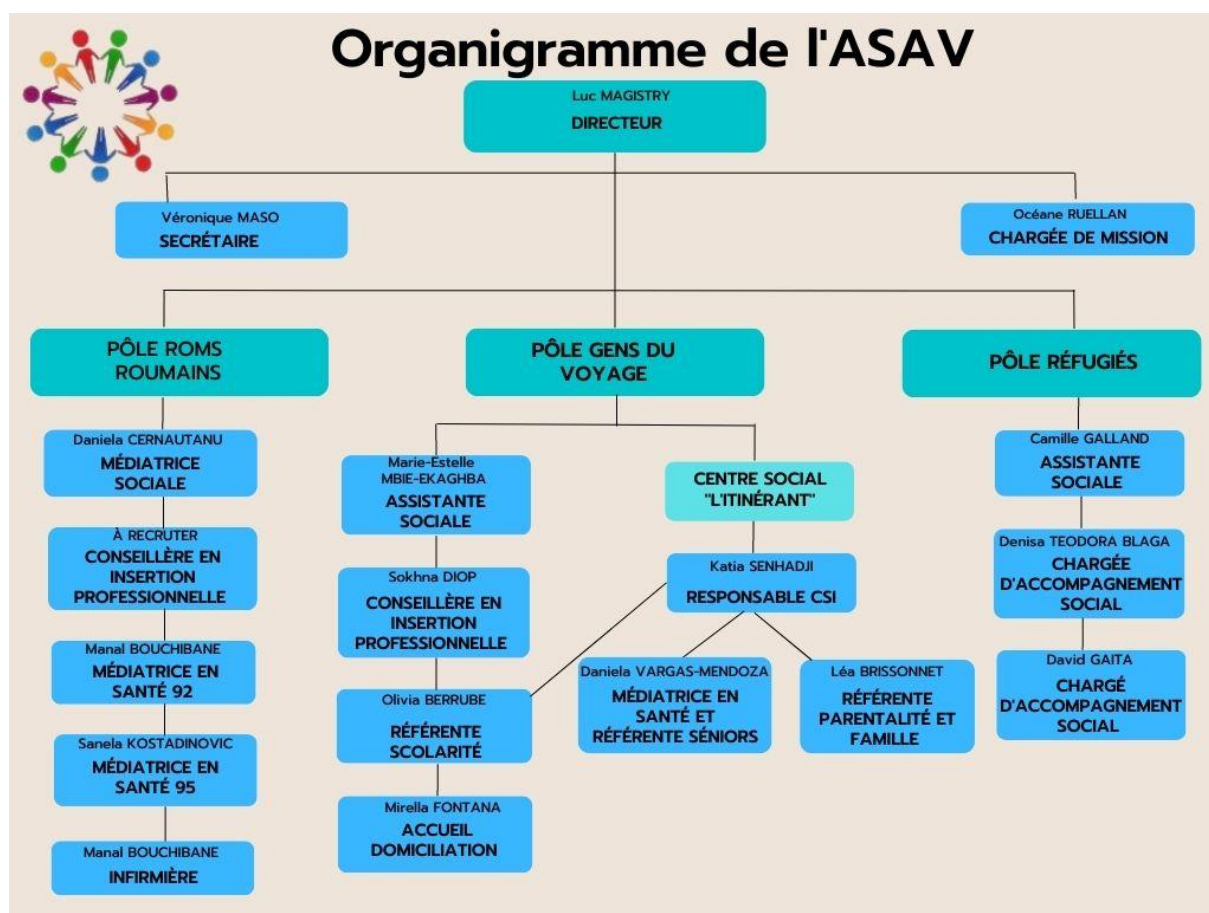 Organigramme de l'ASAV
Luc MAGISTRY
DIRECTEUR
Véronique MASO
SECRÉTAIRE
Océane RUELLAN
CHARGÉE DE MISSION
PÔLE ROMS
ROUMAINS
Daniela CERNAUTANU
MÉDIATRICE
SOCIALE
À RECRUTER
CONSEILLÈRE EN
INSERTION
PROFESSIONNELLE
Manal BOUCHIBANE
MÉDIATRICE EN
SANTÉ 92
Sanela KOSTADINOVIC
MÉDIATRICE EN
SANTÉ 95
Manal BOUCHIBANE
INFIRMIÈRE
PÔLE GENS DU
VOYAGE
Marie-Estelle
MBIE-EKAGHBA
ASSISTANTE
SOCIALE
Sokhna DIOP
CONSEILLÈRE EN
INSERTION
PROFESSIONNELLE
Olivia BERRUBE
RÉFÉRENTE
SCOLARITÉ
Mirella FONTANA
ACCUEIL
DOMICILIATION
CENTRE SOCIAL
"L'ITINÉRANT"
Katia SENHADJI
RESPONSABLE CSI
Daniela VARGAS-MENDOZA
MÉDIATRICE EN
SANTÉ ET
RÉFÉRENTE SÉNIORS
Léa BRISSONNET
RÉFÉRENTE
PARENTALITÉ ET
FAMILLE
PÔLE RÉFUGIÉS
Camille GALLAND
ASSISTANTE
SOCIALE
Denisa TEODORA BLAGA
CHARGÉE
D'ACCOMPAGNEMENT
SOCIAL
David GAITA
CHARGÉ
D'ACCOMPAGNEMENT
SOCIAL